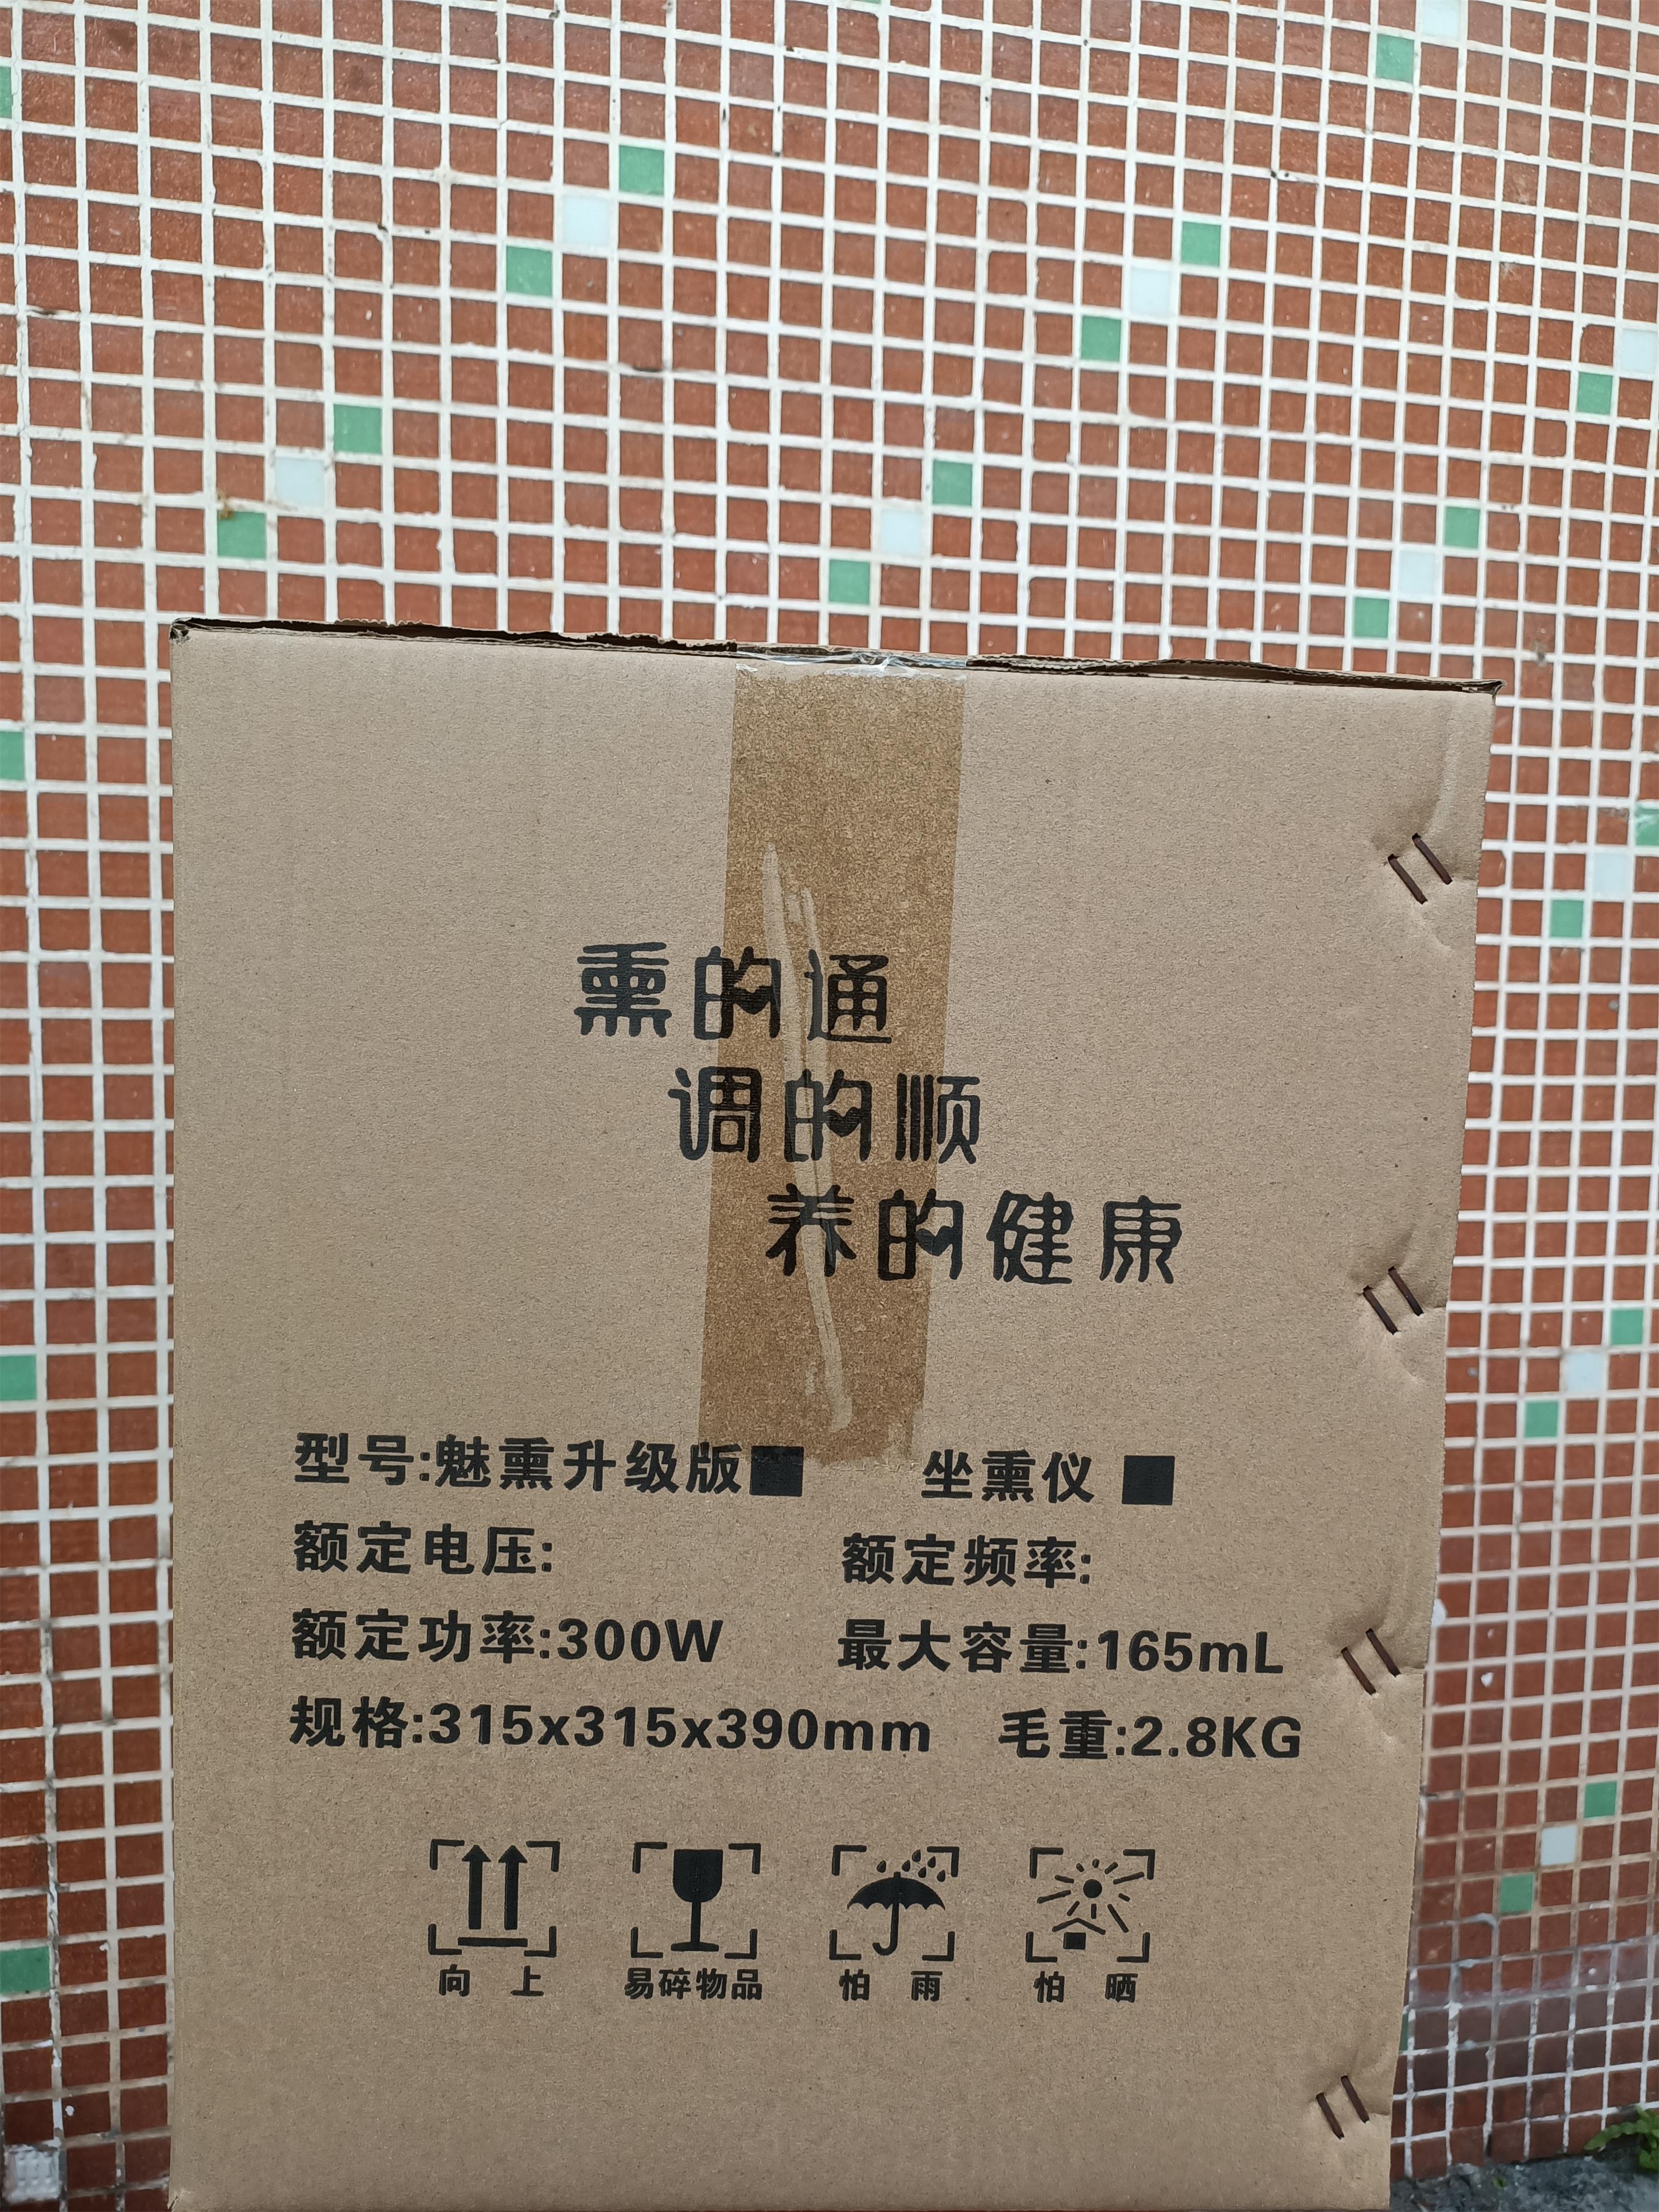 熏的通
调的顺
养的健康
型号:魅熏升级版■ 坐熏仪 ■
额定电压: 额定频率:
额定功率:300W 最大容量:165mL
规格:315x315x390mm 毛重:2.8KG
向 上 易碎物品 怕 雨 怕 晒